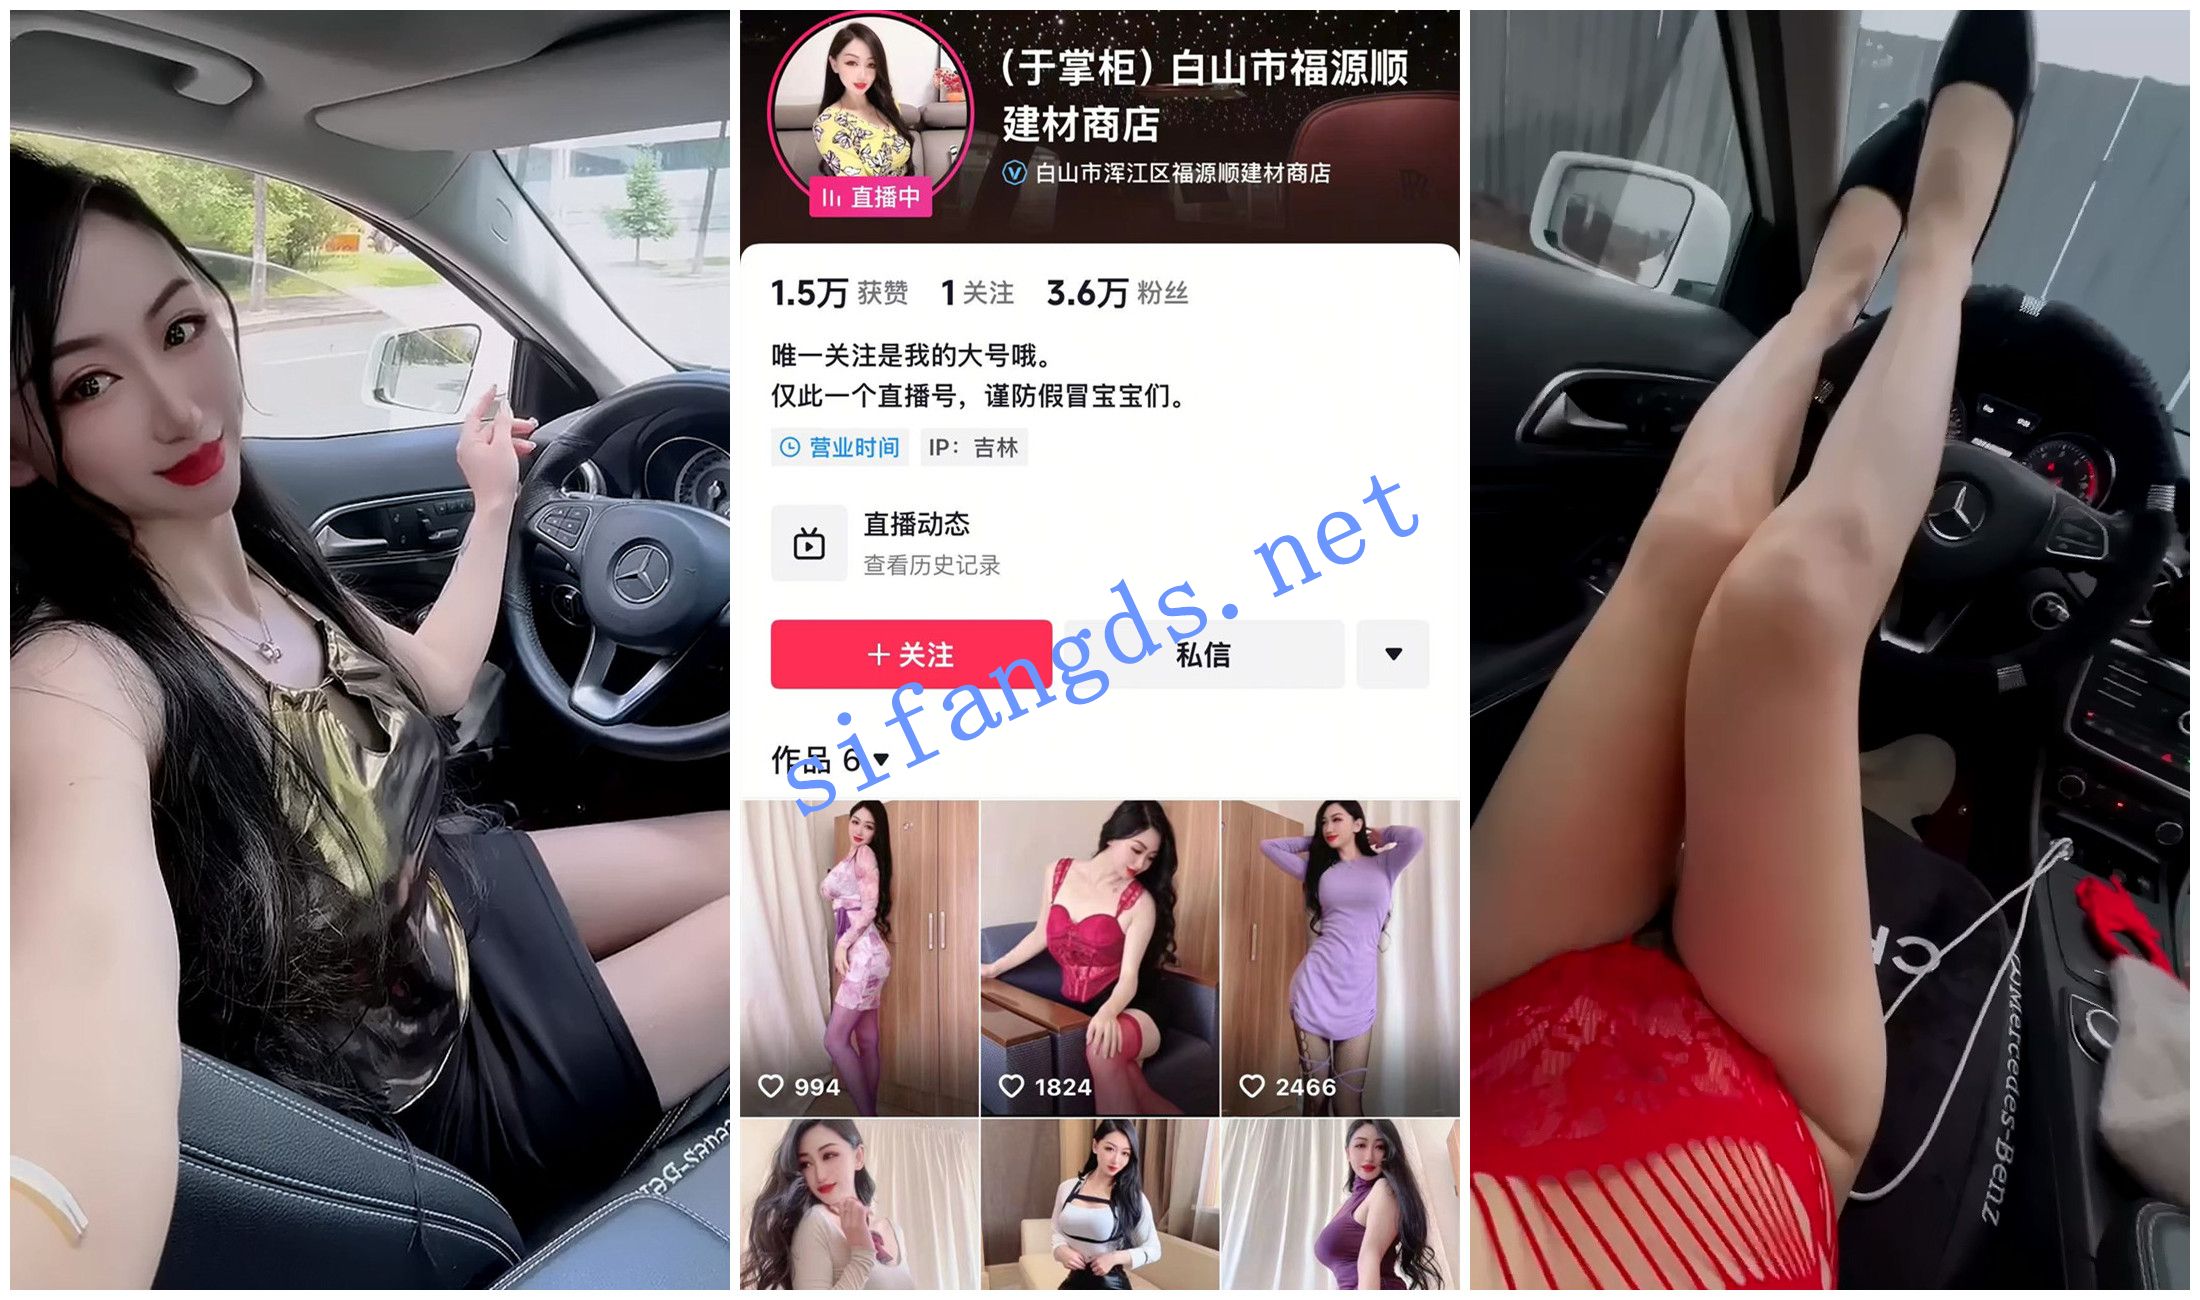 (于掌柜) 白山市福源顺
建材商店
白山市浑江区福源顺建材商店
直播中
1.5万 获赞 1 关注 3.6万 粉丝
唯一关注是我的大号哦。
仅此一个直播号，谨防假冒宝宝们。
营业时间 IP：吉林
直播动态
查看历史记录
+ 关注 私信
作品 6
sifangds.net
994 1824 2466
Mercedes-Benz